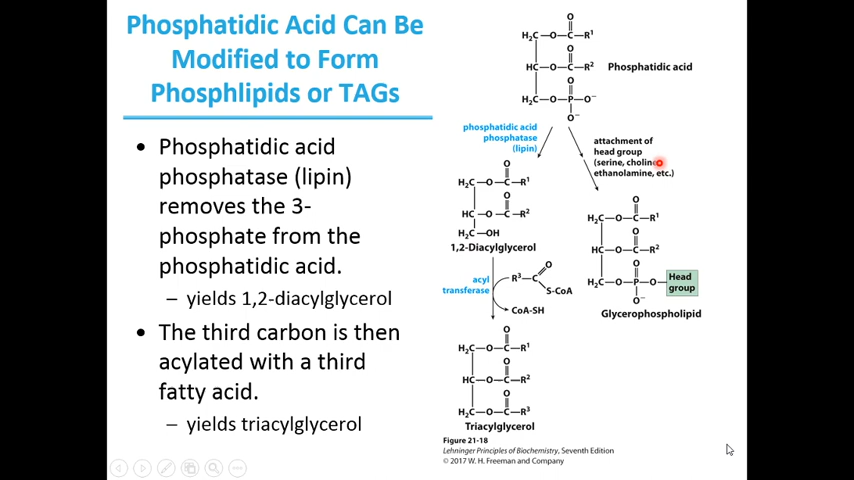 Phosphatidic Acid Can Be
Modified to Form
Phosphlipids or TAGs
• Phosphatidic acid
phosphatase (lipin)
removes the 3-
phosphate from the
phosphatidic acid.
– yields 1,2-diacylglycerol
• The third carbon is then
acylated with a third
fatty acid.
– yields triacylglycerol
O
H₂C—O—C—R¹
O
HC—O—C—R² Phosphatidic acid
O
H₂C—O—P—O⁻
O⁻
phosphatidic acid
phosphatase
(lipin)
attachment of
head group
(serine, choline
ethanolamine, etc.)
O
H₂C—O—C—R¹
O
HC—O—C—R²
H₂C—OH
1,2-Diacylglycerol
O
H₂C—O—C—R¹
O
HC—O—C—R²
O
H₂C—O—P—O—
O⁻
Head
group
Glycerophospholipid
acyl
transferase
R³—C
O
S-CoA
CoA-SH
O
H₂C—O—C—R¹
O
HC—O—C—R²
O
H₂C—O—C—R³
Triacylglycerol
Figure 21-18
Lehninger Principles of Biochemistry, Seventh Edition
© 2017 W. H. Freeman and Company